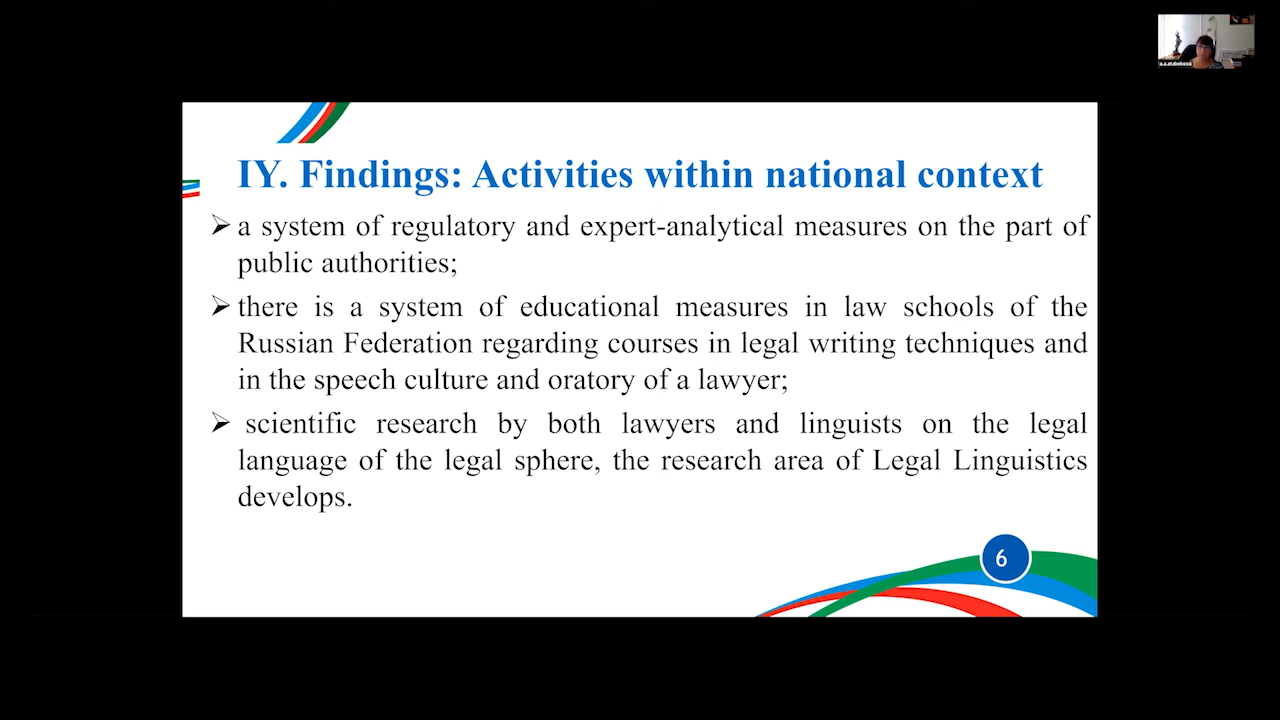 a.a.atabekova
IY. Findings: Activities within national context
a system of regulatory and expert-analytical measures on the part of
public authorities;
there is a system of educational measures in law schools of the
Russian Federation regarding courses in legal writing techniques and
in the speech culture and oratory of a lawyer;
scientific research by both lawyers and linguists on the legal
language of the legal sphere, the research area of Legal Linguistics
develops.
6